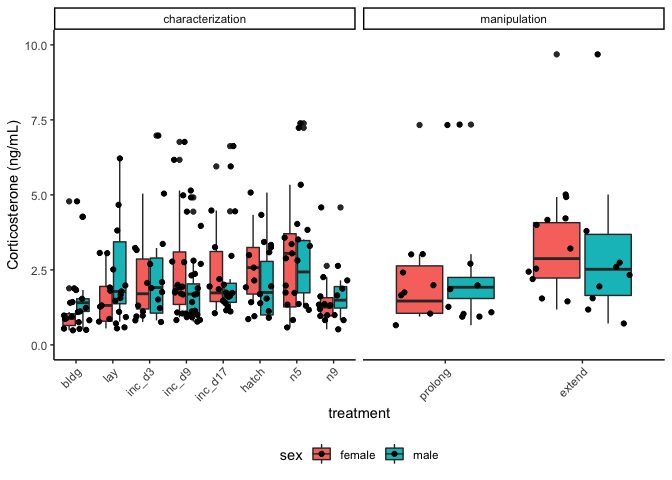 characterization manipulation
Corticosterone (ng/mL)
10.0
7.5
5.0
2.5
0.0
bldg lay inc_d3 inc_d9 inc_d17 hatch n5 n9 prolong extend
treatment
sex female male